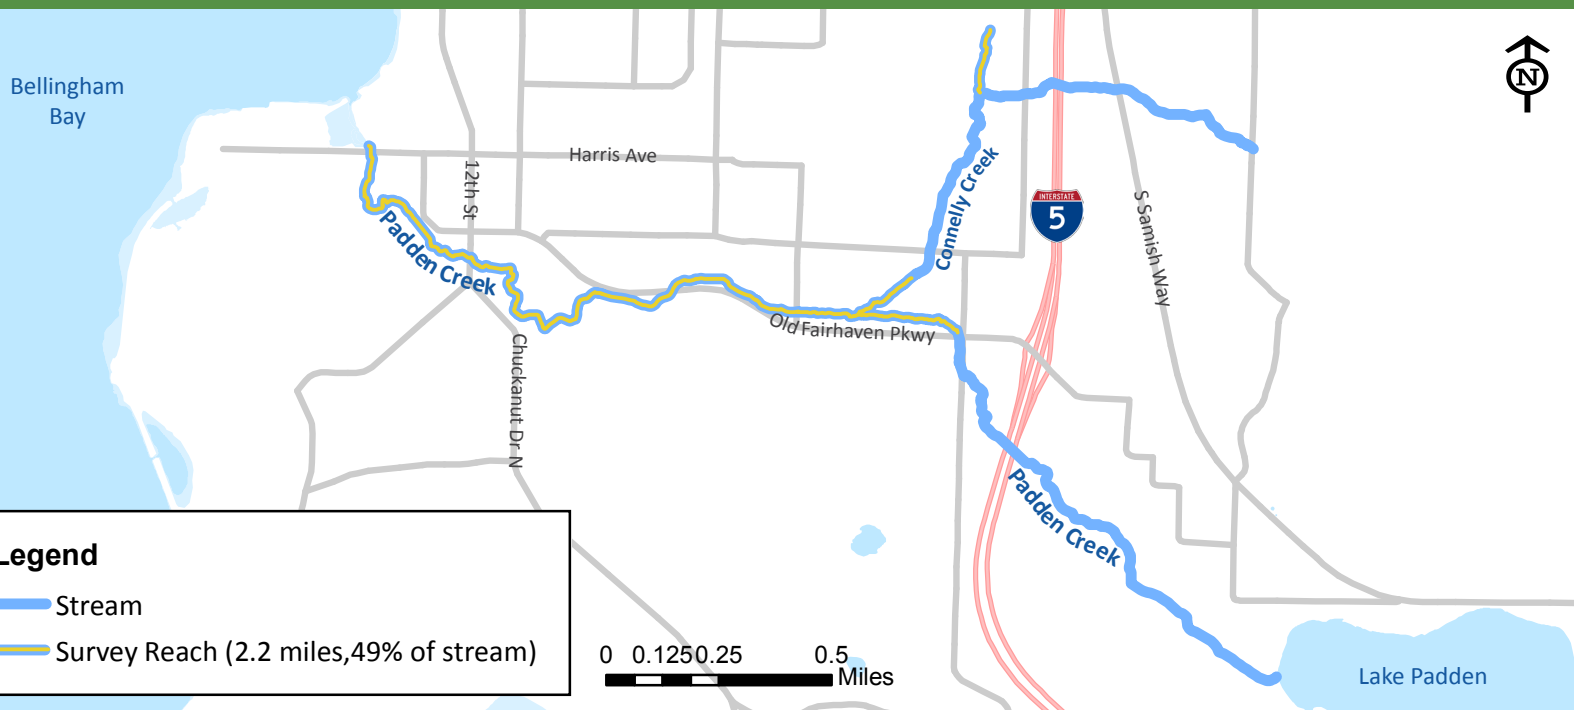 Bellingham
Bay
N
Harris Ave
12th St
Connelly Creek
INTERSTATE
5
S Samish Way
Padden Creek
Old Fairhaven Pkwy
Chuckanut Dr N
Padden Creek
Legend
Stream
Survey Reach (2.2 miles,49% of stream)
0 0.125 0.25 0.5
Miles
Lake Padden